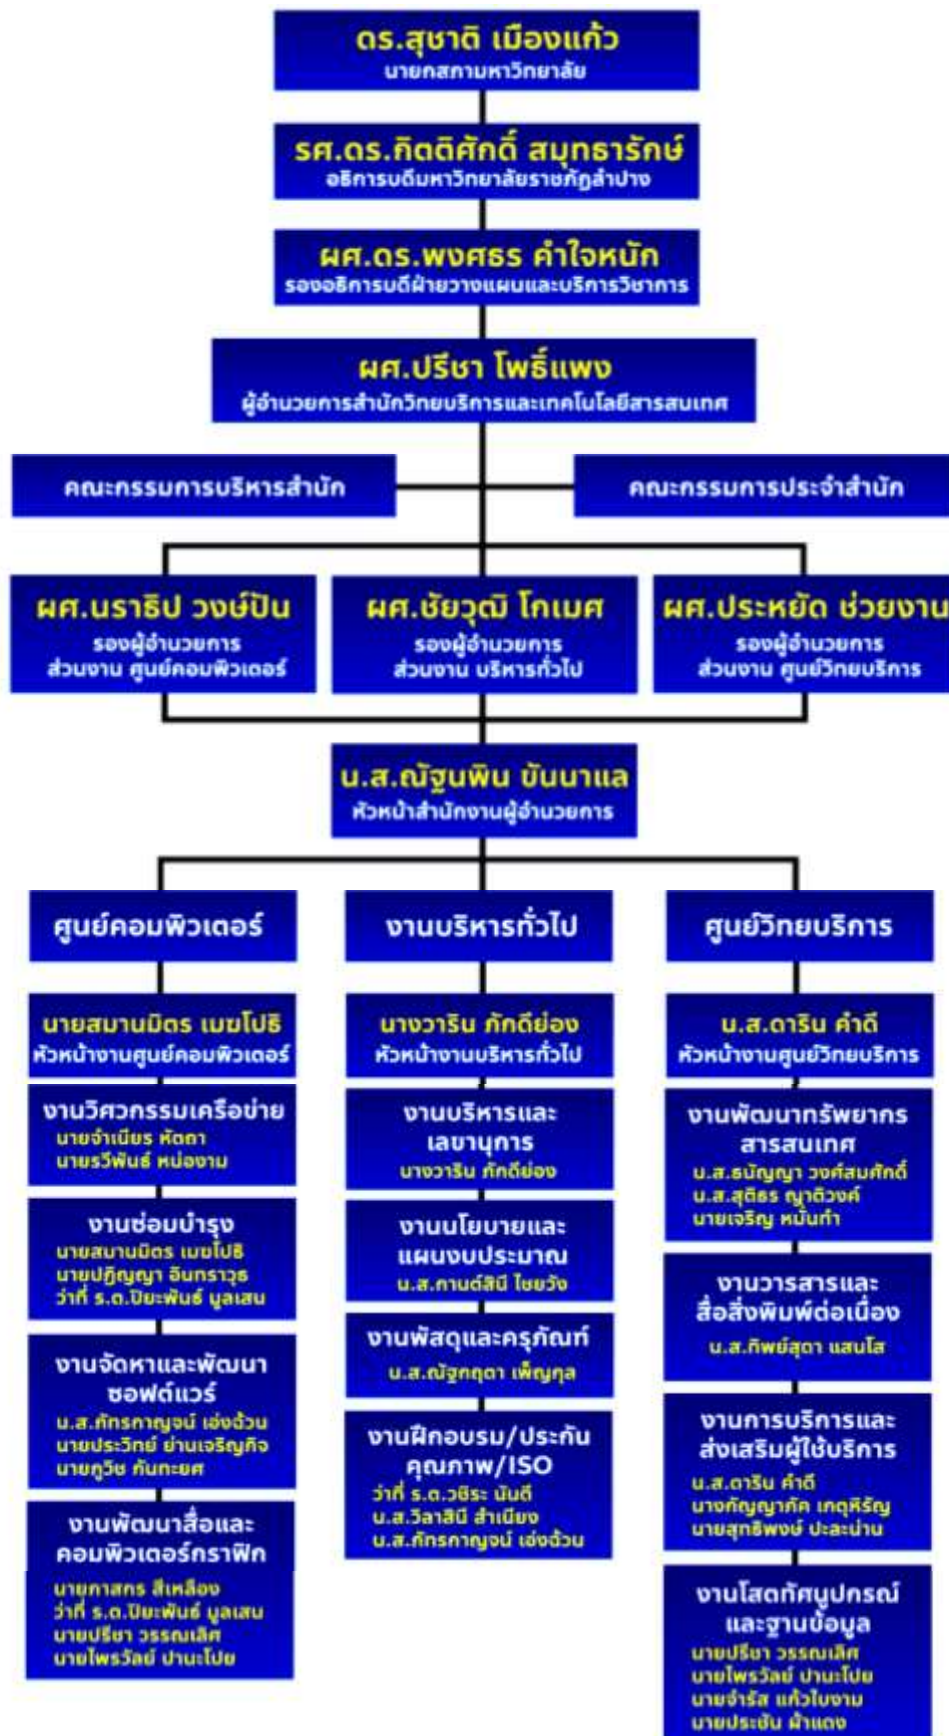 ดร.สุชาติ เมืองแก้ว
นายกสภามหาวิทยาลัย
รศ.ดร.กิตติศักดิ์ สมุทธารักษ์
อธิการบดีมหาวิทยาลัยราชภัฏลำปาง
ผศ.ดร.พงศธร คำใจหนัก
รองอธิการบดีฝ่ายวางแผนและบริการวิชาการ
ผศ.ปรีชา โพธิ์แพง
ผู้อำนวยการสำนักวิทยบริการและเทคโนโลยีสารสนเทศ
คณะกรรมการบริหารสำนัก
คณะกรรมการประจำสำนัก
ผศ.นราธิป วงษ์ปัน
รองผู้อำนวยการ
ส่วนงาน ศูนย์คอมพิวเตอร์
ผศ.ชัยวุฒิ โกเมศ
รองผู้อำนวยการ
ส่วนงาน บริหารทั่วไป
ผศ.ประหยัด ช่วยงาน
รองผู้อำนวยการ
ส่วนงาน ศูนย์วิทยบริการ
น.ส.ณัฐนพิน ขันนาแล
หัวหน้าสำนักงานผู้อำนวยการ
ศูนย์คอมพิวเตอร์
นายสมานมิตร เมฆโปธิ
หัวหน้างานศูนย์คอมพิวเตอร์
งานวิศวกรรมเครือข่าย
นายจำเนียร หัตถา
นายรวีพันธ์ หน่องาม
งานซ่อมบำรุง
นายสมานมิตร เมฆโปธิ
นายปฏิญญา อินทราวุธ
ว่าที่ ร.ต.ปิยะพันธ์ มูลเสน
งานจัดหาและพัฒนา
ซอฟต์แวร์
น.ส.ภัทรกาญจน์ เอ่งฉ้วน
นายประวิทย์ ย่านเจริญกิจ
นายภูวิช กันทะยศ
งานพัฒนาสื่อและ
คอมพิวเตอร์กราฟิก
นายภาสกร สีเหลือง
ว่าที่ ร.ต.ปิยะพันธ์ มูลเสน
นายปรีชา วรรณเลิศ
นายไพรวัลย์ ปานะโปย
งานบริหารทั่วไป
นางวาริน ภักดีย่อง
หัวหน้างานบริหารทั่วไป
งานบริหารและ
เลขานุการ
นางวาริน ภักดีย่อง
งานนโยบายและ
แผนงบประมาณ
น.ส.กานต์สินี ไชยวัง
งานพัสดุและครุภัณฑ์
น.ส.ณัฐกฤตา เพ็ญกุล
งานฝึกอบรม/ประกัน
คุณภาพ/ISO
ว่าที่ ร.ต.วชิระ นันดี
น.ส.วิลาสินี สำเนียง
น.ส.ภัทรกาญจน์ เอ่งฉ้วน
ศูนย์วิทยบริการ
น.ส.ดาริน คำดี
หัวหน้างานศูนย์วิทยบริการ
งานพัฒนาทรัพยากร
สารสนเทศ
น.ส.ธนัญญา วงศ์สมศักดิ์
น.ส.สุติธร ญาติวงศ์
นายเจริญ หมั่นทำ
งานวารสารและ
สื่อสิ่งพิมพ์ต่อเนื่อง
น.ส.ทิพย์สุดา แสนโส
งานการบริการและ
ส่งเสริมผู้ใช้บริการ
น.ส.ดาริน คำดี
นางกัญญาภัค เกตุหิรัญ
นายสุทธิพงษ์ ปะละน่าน
งานโสตทัศนูปกรณ์
และฐานข้อมูล
นายปรีชา วรรณเลิศ
นายไพรวัลย์ ปานะโปย
นายจำรัส แก้วใบงาม
นายประชัน ผ้าแดง